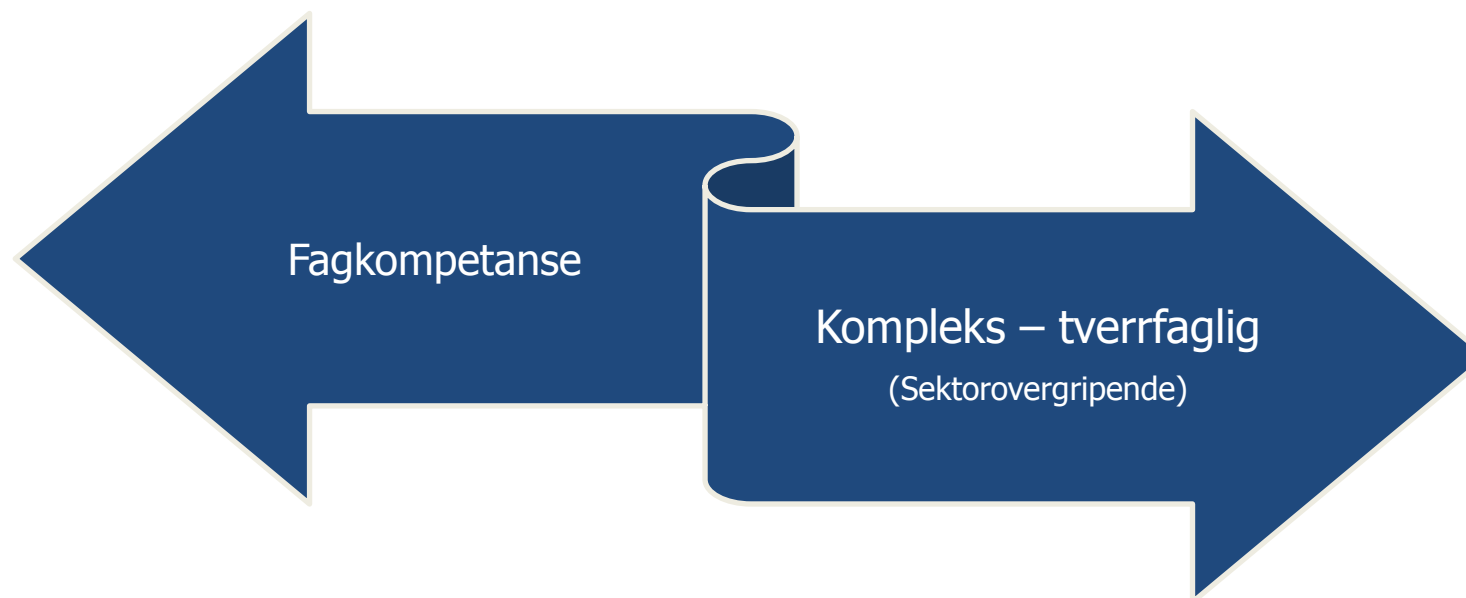 Fagkompetanse
Kompleks – tverrfaglig
(Sektorovergripende)